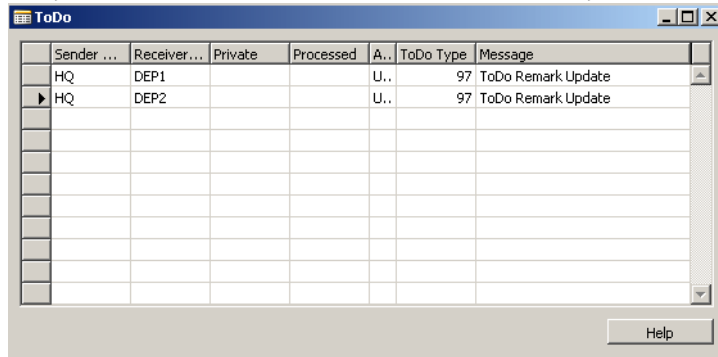 ToDo
Sender ... Receiver... Private Processed A.. ToDo Type Message
HQ DEP1 U.. 97 ToDo Remark Update
HQ DEP2 U.. 97 ToDo Remark Update
Help